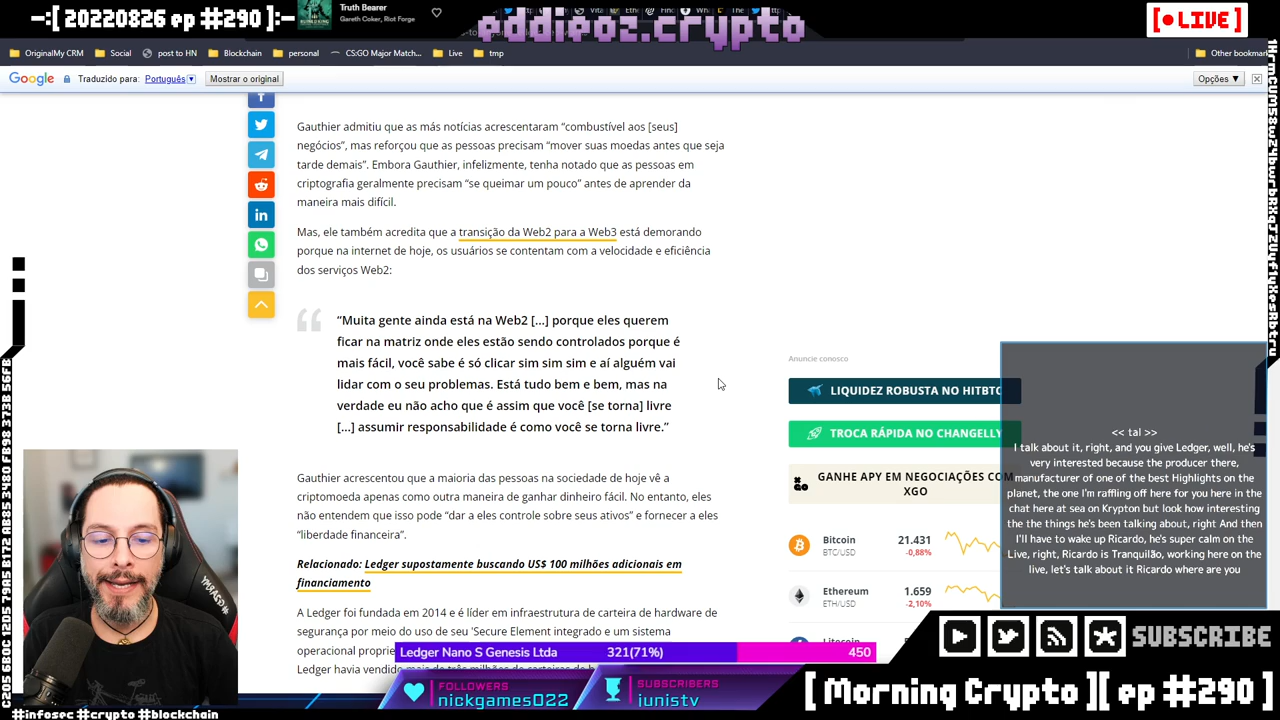 -:[ 20220826 ep #290 ]:-
Truth Bearer
Gareth Coker, Riot Forge
eddieoz.crypto
[● LIVE]
OriginalMy CRM
Social
post to HN
Blockchain
personal
CS:GO Major Match...
Live
tmp
Other bookmar
Google
Traduzido para: Português
Mostrar o original
Opções ▼
Gauthier admitiu que as más notícias acrescentaram “combustível aos [seus]
negócios”, mas reforçou que as pessoas precisam “mover suas moedas antes que seja
tarde demais”. Embora Gauthier, infelizmente, tenha notado que as pessoas em
criptografia geralmente precisam “se queimar um pouco” antes de aprender da
maneira mais difícil.
Mas, ele também acredita que a transição da Web2 para a Web3 está demorando
porque na internet de hoje, os usuários se contentam com a velocidade e eficiência
dos serviços Web2:
“Muita gente ainda está na Web2 [...] porque eles querem
ficar na matriz onde eles estão sendo controlados porque é
mais fácil, você sabe é só clicar sim sim sim e aí alguém vai
lidar com o seu problemas. Está tudo bem e bem, mas na
verdade eu não acho que é assim que você [se torna] livre
[...] assumir responsabilidade é como você se torna livre.”
Gauthier acrescentou que a maioria das pessoas na sociedade de hoje vê a
criptomoeda apenas como outra maneira de ganhar dinheiro fácil. No entanto, eles
não entendem que isso pode “dar a eles controle sobre seus ativos” e fornecer a eles
“liberdade financeira”.
Relacionado: Ledger supostamente buscando US$ 100 milhões adicionais em
financiamento
A Ledger foi fundada em 2014 e é líder em infraestrutura de carteira de hardware de
segurança por meio do uso de seu 'Secure Element integrado e um sistema
operacional proprie
Ledger havia vendido mais de três milhões de carteiras de
Anuncie conosco
LIQUIDEZ ROBUSTA NO HITBTC
TROCA RÁPIDA NO CHANGELLY
GANHE APY EM NEGOCIAÇÕES COM
XGO
Bitcoin 21.431
BTC/USD -0,88%
Ethereum 1.659
ETH/USD -2,10%
Litecoin
<< tal >>
I talk about it, right, and you give Ledger, well, he's
very interested because the producer there,
manufacturer of one of the best Highlights on the
planet, the one I'm raffling off here for you here in the
chat here at sea on Krypton but look how interesting
the the things he's been talking about, right And then
I'll have to wake up Ricardo, he's super calm on the
Live, right, Ricardo is Tranquilão, working here on the
live, let's talk about it Ricardo where are you
Ledger Nano S Genesis Ltda 321(71%) 450
FOLLOWERS
nickgames022
SUBSCRIBERS
iunistv
SUBSCRIBE
[ Morning Crypto ][ ep #290 ]
#infosec #crypto #blockchain